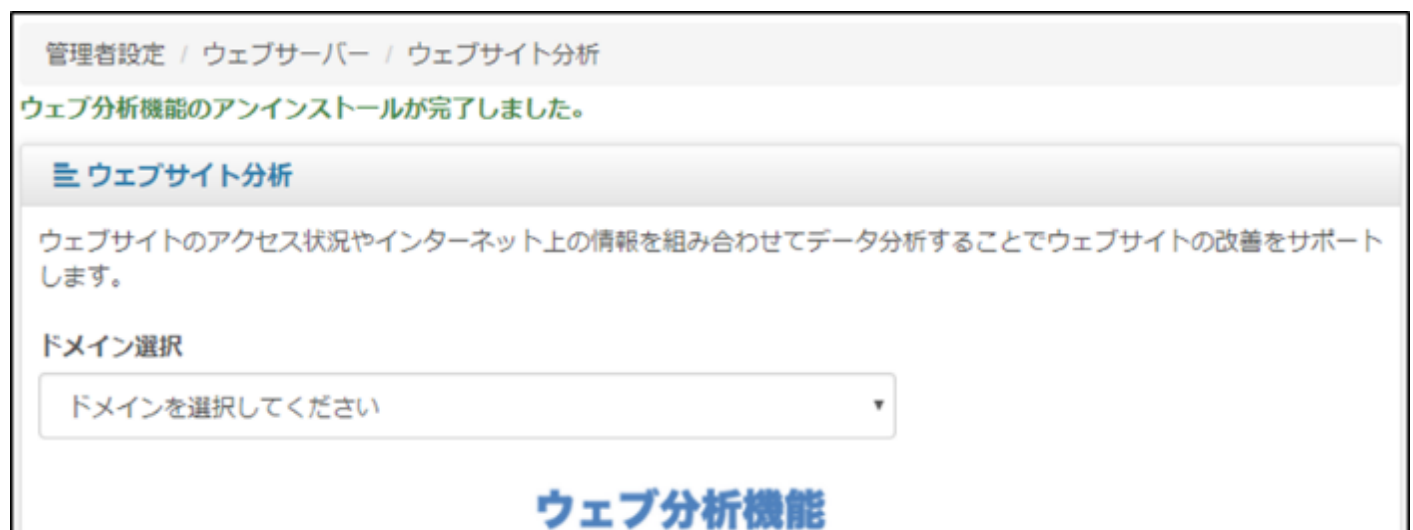 管理者設定 / ウェブサーバー / ウェブサイト分析
ウェブ分析機能のアンインストールが完了しました。
ウェブサイト分析
ウェブサイトのアクセス状況やインターネット上の情報を組み合わせてデータ分析することでウェブサイトの改善をサポート
します。
ドメイン選択
ドメインを選択してください
ウェブ分析機能